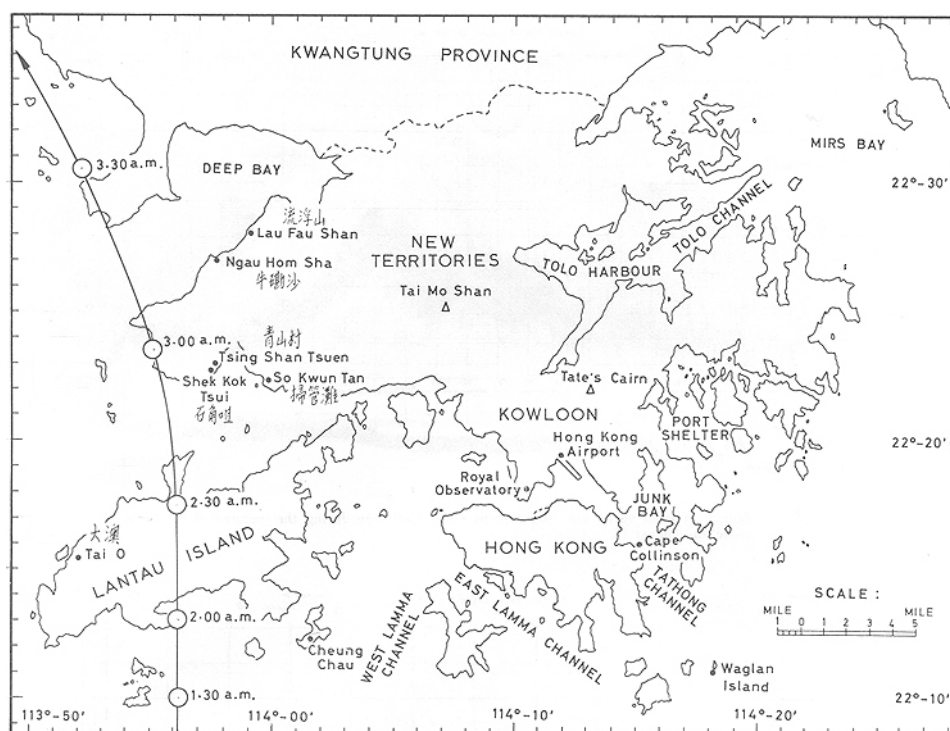 KWANGTUNG PROVINCE
MIRS BAY
3·30 a.m.
DEEP BAY
22°-30'
TOLO CHANNEL
流浮山
Lau Fau Shan
NEW
TERRITORIES
Ngau Hom Sha
牛磡沙
TOLO HARBOUR
Tai Mo Shan
3·00 a.m.
青山村
Tsing Shan Tsuen
Shek Kok
Tsui
石角咀
So Kwun Tan
掃管灘
Tate's Cairn
KOWLOON
PORT
SHELTER
22°-20'
Hong Kong
Airport
Royal
Observatory
2·30 a.m.
JUNK
BAY
大澳
Tai O
LANTAU ISLAND
HONG KONG
Cape
Collinson
TATHONG
CHANNEL
SCALE :
MILE
MILE
1 0 1 2 3 4 5
2·00 a.m.
WEST LAMMA
CHANNEL
EAST LAMMA CHANNEL
Cheung
Chau
Waglan
Island
1·30 a.m.
22°-10'
113°-50'
114°-00'
114°-10'
114°-20'